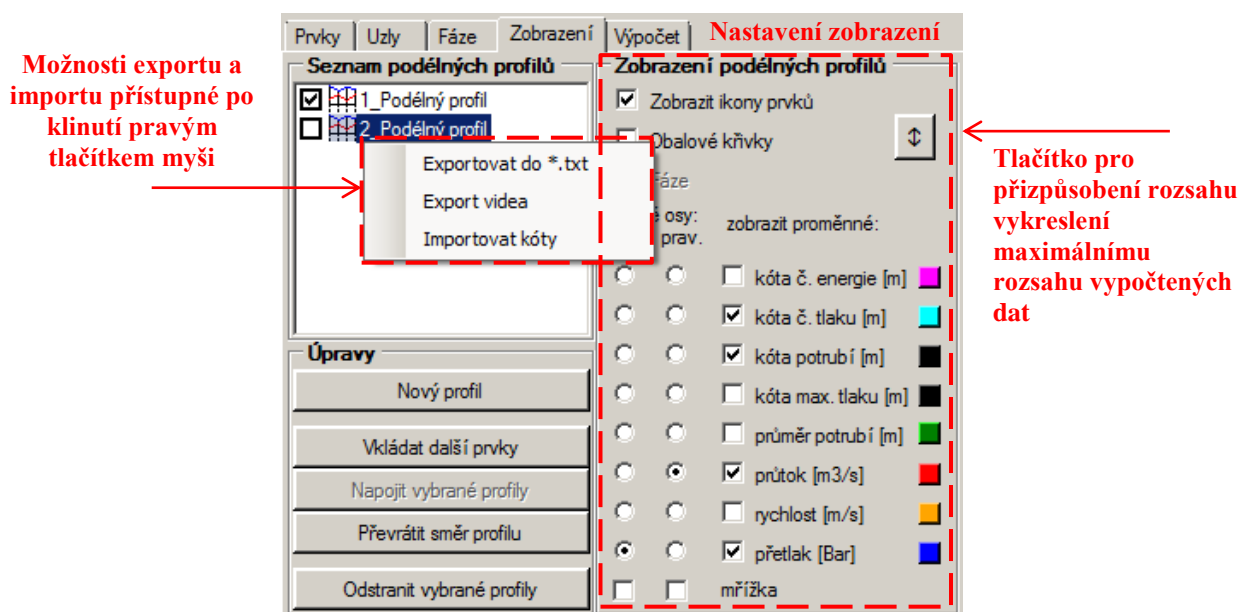 Prvky Uzly Fáze Zobrazení Výpočet Nastavení zobrazení
Možnosti exportu a
importu přístupné po
klinutí pravým
tlačítkem myši
Seznam podélných profilů
1_Podélný profil
2_Podélný profil
Exportovat do *.txt
Export videa
Importovat kóty
Úpravy
Nový profil
Vkládat další prvky
Napojit vybrané profily
Převrátit směr profilu
Odstranit vybrané profily
Zobrazení podélných profilů
Zobrazit ikony prvků
Obalové křivky
Fáze
osy:
prav.
zobrazit proměnné:
kóta č. energie [m]
kóta č. tlaku [m]
kóta potrubí [m]
kóta max. tlaku [m]
průměr potrubí [m]
průtok [m3/s]
rychlost [m/s]
přetlak [Bar]
mřížka
Tlačítko pro
přizpůsobení rozsahu
vykreslení
maximálnímu
rozsahu vypočtených
dat